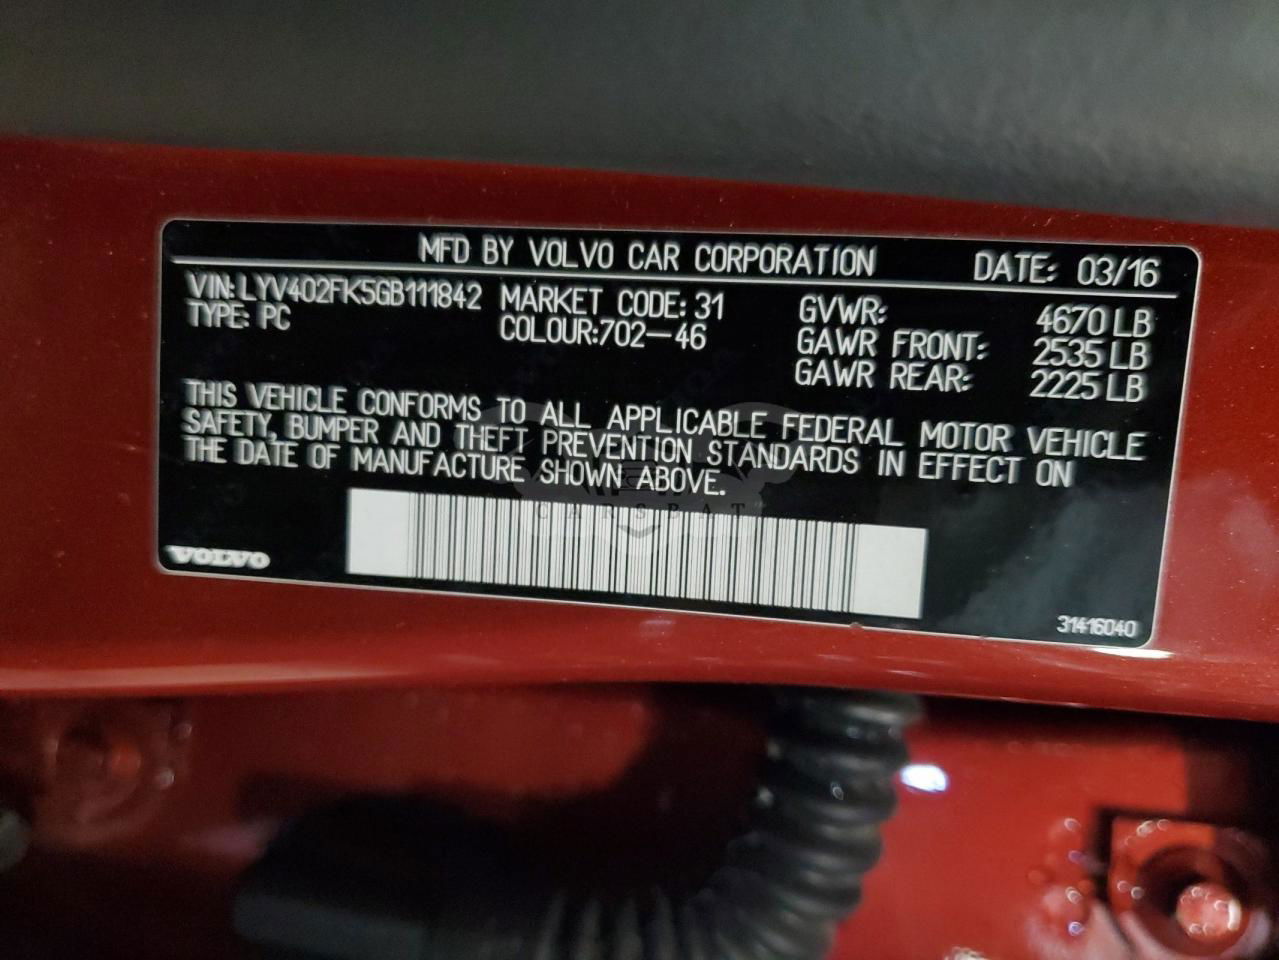 MFD BY VOLVO CAR CORPORATION DATE: 03/16
VIN: LYV402FK5GB111842 MARKET CODE: 31 GVWR: 4670 LB
TYPE: PC COLOUR:702-46 GAWR FRONT: 2535 LB
GAWR REAR: 2225 LB
THIS VEHICLE CONFORMS TO ALL APPLICABLE FEDERAL MOTOR VEHICLE
SAFETY, BUMPER AND THEFT PREVENTION STANDARDS IN EFFECT ON
THE DATE OF MANUFACTURE SHOWN ABOVE.
CARSBAT
VOLVO
31416040